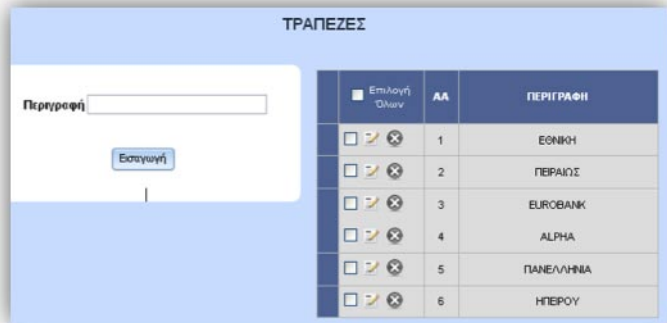 ΤΡΑΠΕΖΕΣ
Περιγραφή
Εισαγωγή
Επιλογή Όλων ΑΑ ΠΕΡΙΓΡΑΦΗ
1 ΕΘΝΙΚΗ
2 ΠΕΙΡΑΙΩΣ
3 EUROBANK
4 ALPHA
5 ΠΑΝΕΛΛΗΝΙΑ
6 ΗΠΕΙΡΟΥ